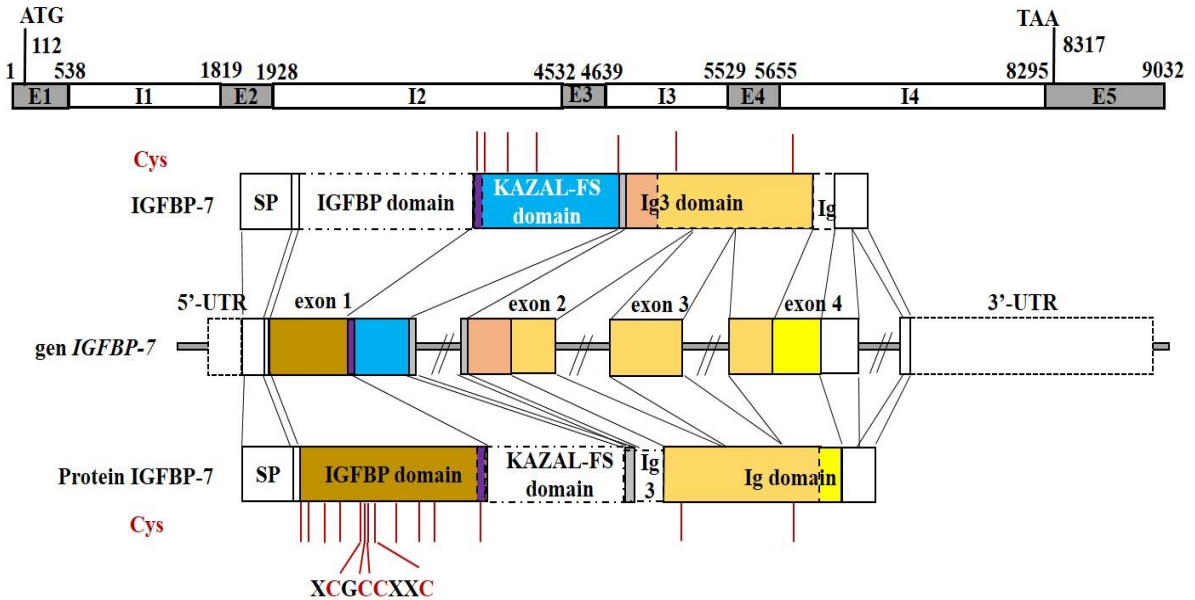 ATG TAA
112 8317
1 538 1819 1928 4532 4639 5529 5655 8295 9032
E1 I1 E2 I2 E3 I3 E4 I4 E5
Cys
IGFBP-7 SP IGFBP domain KAZAL-FS domain Ig3 domain Ig
5’-UTR exon 1 exon 2 exon 3 exon 4 3’-UTR
gen IGFBP-7
Protein IGFBP-7 SP IGFBP domain KAZAL-FS domain Ig 3 Ig domain
Cys
XCGCCXXC